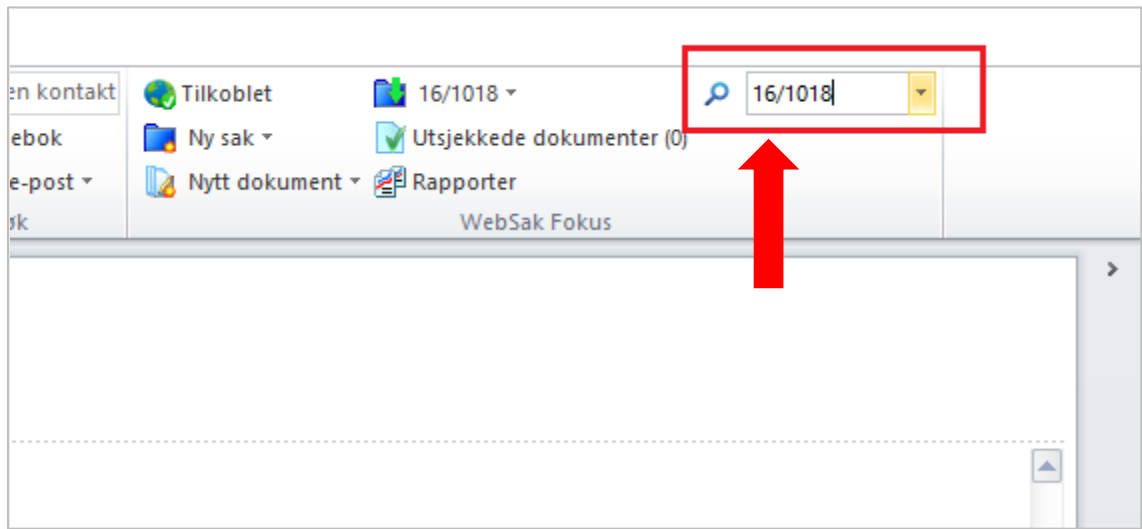 en kontakt Tilkoblet 16/1018 16/1018
ebok Ny sak Utsjekkede dokumenter (0)
e-post Nytt dokument Rapporter
øk WebSak Fokus